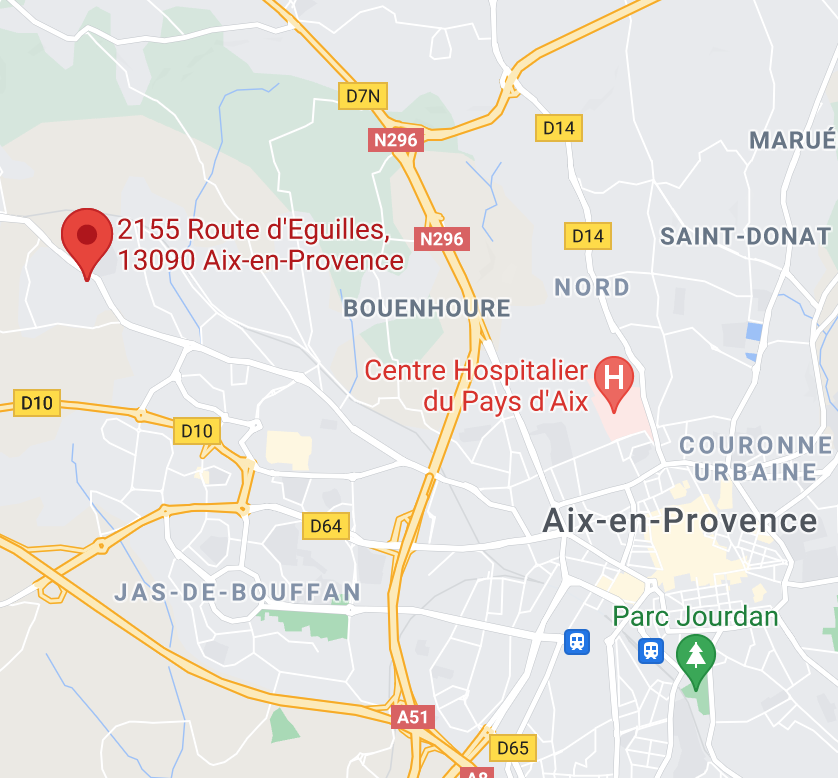 D7N
D14
N296
MARUÉ
2155 Route d'Eguilles,
13090 Aix-en-Provence
N296
D14
SAINT-DONAT
NORD
BOUENHOURE
Centre Hospitalier
du Pays d'Aix
H
D10
D10
COURONNE
URBAINE
Aix-en-Provence
D64
JAS-DE-BOUFFAN
Parc Jourdan
A51
D65
A8